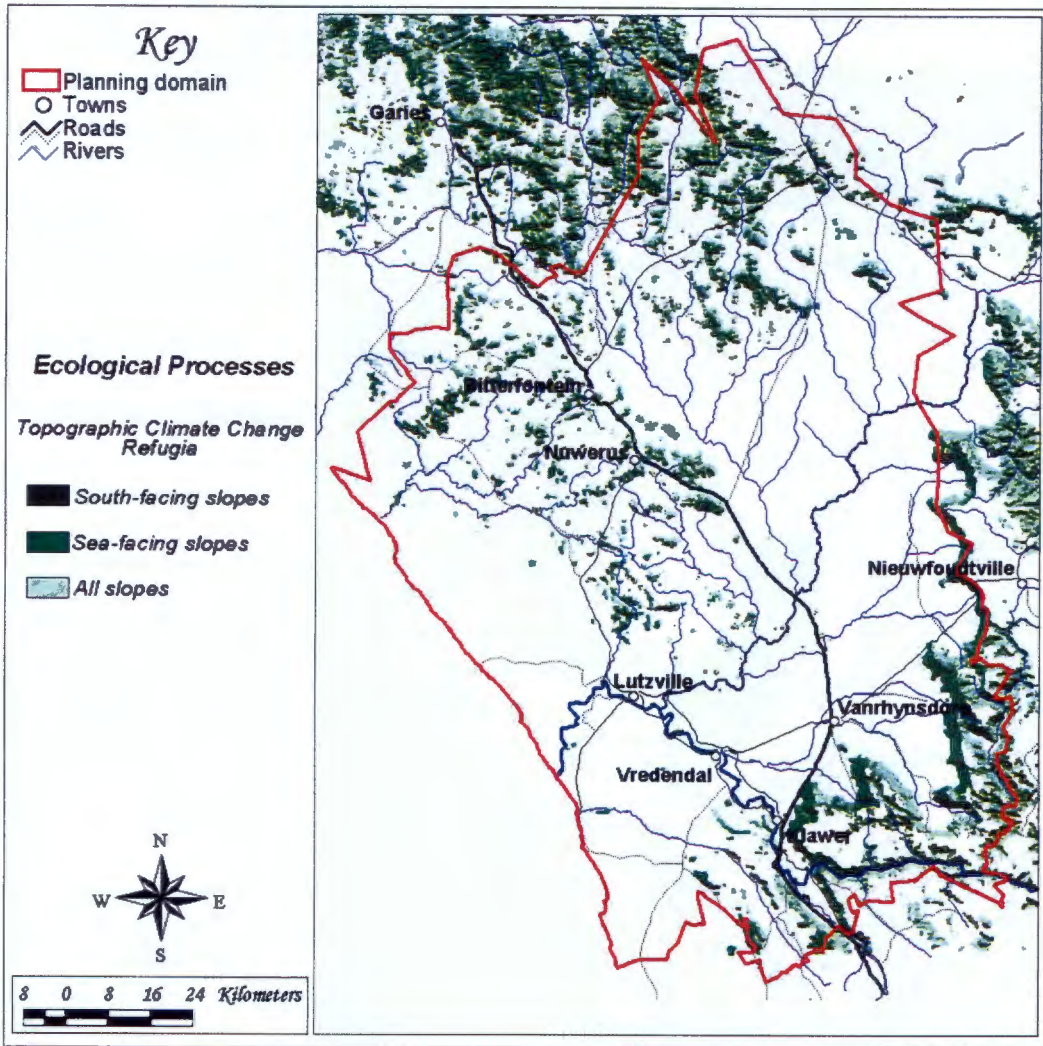 Key
Planning domain
Towns
Roads
Rivers
Ecological Processes
Topographic Climate Change
Refugia
South-facing slopes
Sea-facing slopes
All slopes
N
W E
S
8 0 8 16 24 Kilometers
Garies
Bitterfontein
Nuwerus
Nieuwfoudtville
Lutzville
Vanrhynsdorp
Vredendal
Klawer